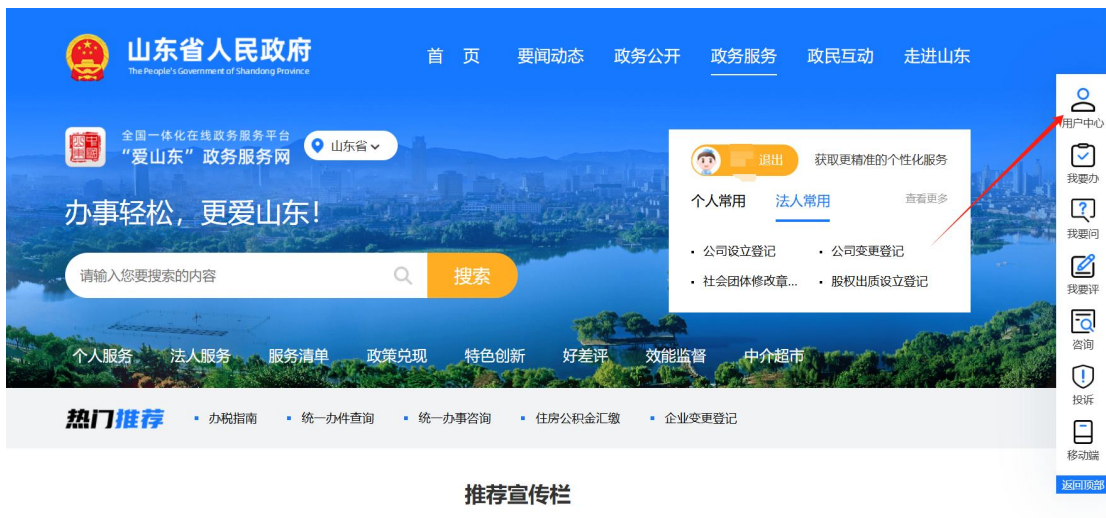 山东省人民政府
The People's Government of Shandong Province
首 页 要闻动态 政务公开 政务服务 政民互动 走进山东
全国一体化在线政务服务平台
“爱山东”政务服务网
山东省
办事轻松，更爱山东！
请输入您要搜索的内容
搜索
退出 获取更精准的个性化服务
个人常用 法人常用 查看更多
公司设立登记 公司变更登记
社会团体修改章... 股权出质设立登记
个人服务 法人服务 服务清单 政策兑现 特色创新 好差评 效能监督 中介超市
热门推荐 办税指南 统一办件查询 统一办事咨询 住房公积金汇缴 企业变更登记
推荐宣传栏
用户中心
我要办
我要问
我要评
咨询
投诉
移动端
返回顶部